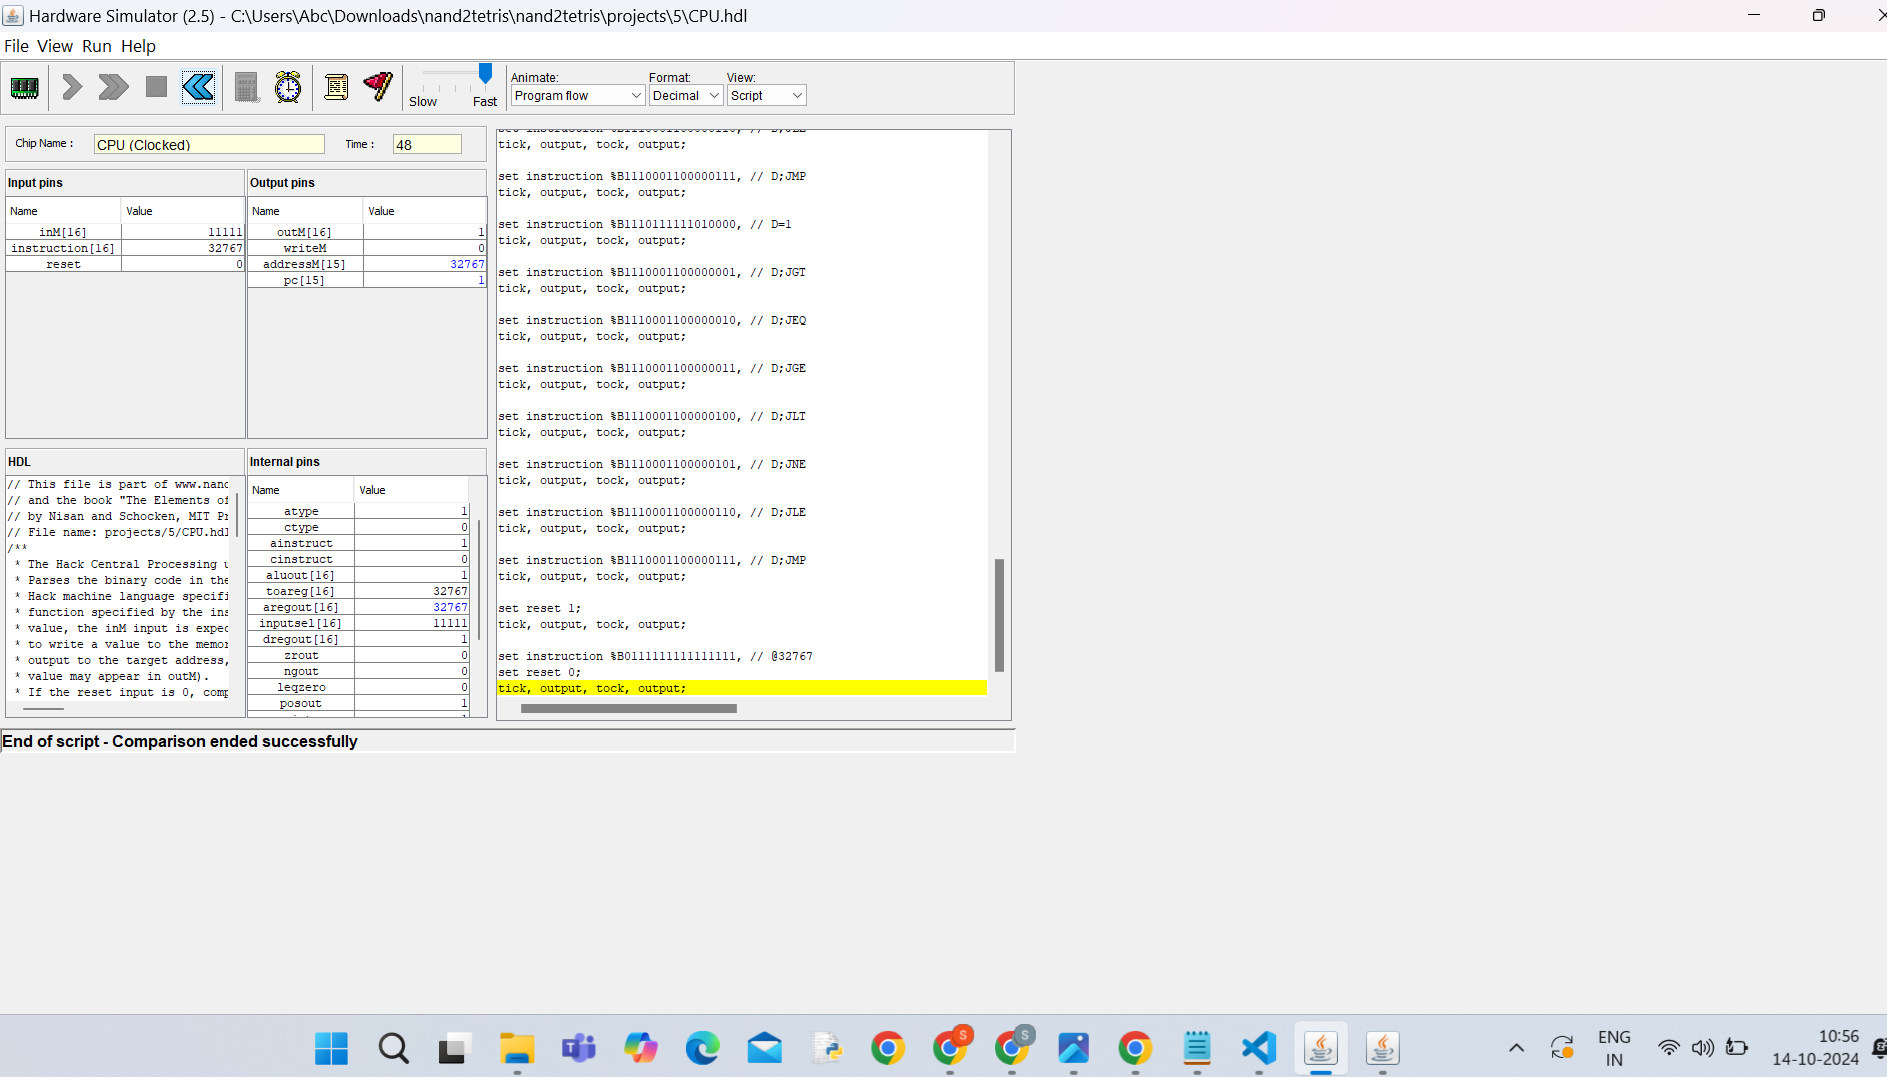 Hardware Simulator (2.5) - C:\Users\Abc\Downloads\nand2tetris\nand2tetris\projects\5\CPU.hdl
File View Run Help
Slow Fast
Animate: Format: View:
Program flow Decimal Script
Chip Name : CPU (Clocked) Time : 48
Input pins
Name Value
inM[16] 11111
instruction[16] 32767
reset 0
Output pins
Name Value
outM[16] 1
writeM 0
addressM[15] 32767
pc[15] 1
HDL
// This file is part of www.nand
// and the book "The Elements of
// by Nisan and Schocken, MIT Pr
// File name: projects/5/CPU.hdl
/**
* The Hack Central Processing u
* Parses the binary code in the
* Hack machine language specifi
* function specified by the ins
* value, the inM input is expec
* to write a value to the memor
* output to the target address,
* value may appear in outM).
* If the reset input is 0, comp
Internal pins
Name Value
atype 1
ctype 0
ainstruct 1
cinstruct 0
aluout[16] 1
toareg[16] 32767
aregout[16] 32767
inputsel[16] 11111
dregout[16] 1
zrout 0
ngout 0
leqzero 0
posout 1
tick, output, tock, output;
set instruction %B1110001100000111, // D;JMP
tick, output, tock, output;
set instruction %B1110111111010000, // D=1
tick, output, tock, output;
set instruction %B1110001100000001, // D;JGT
tick, output, tock, output;
set instruction %B1110001100000010, // D;JEQ
tick, output, tock, output;
set instruction %B1110001100000011, // D;JGE
tick, output, tock, output;
set instruction %B1110001100000100, // D;JLT
tick, output, tock, output;
set instruction %B1110001100000101, // D;JNE
tick, output, tock, output;
set instruction %B1110001100000110, // D;JLE
tick, output, tock, output;
set instruction %B1110001100000111, // D;JMP
tick, output, tock, output;
set reset 1;
tick, output, tock, output;
set instruction %B0111111111111111, // @32767
set reset 0;
tick, output, tock, output;
End of script - Comparison ended successfully
S S
ENG
IN
10:56
14-10-2024